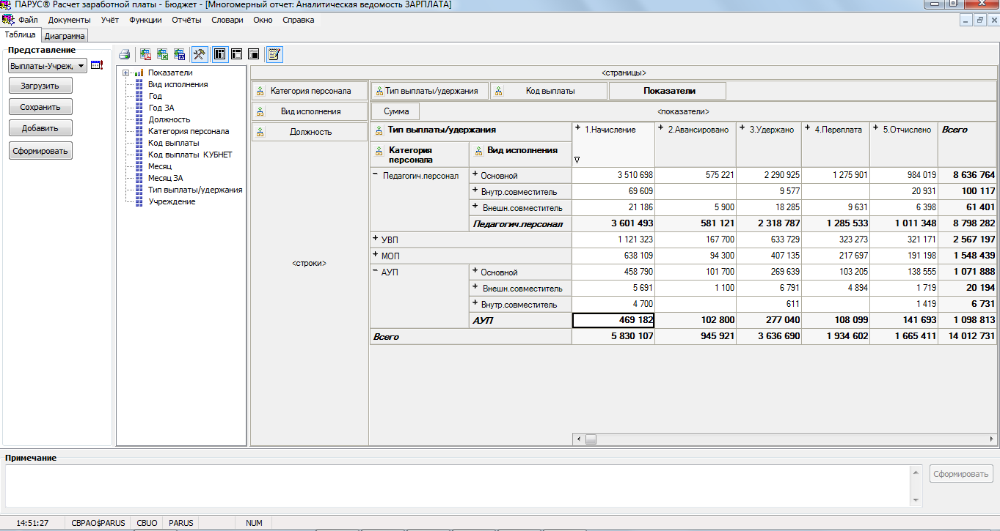 ПАРУС® Расчет заработной платы - Бюджет - [Многомерный отчет: Аналитическая ведомость ЗАРПЛАТА]
Файл Документы Учёт Функции Отчёты Словари Окно Справка
Таблица Диаграмма
Представление
Выплаты-Учреж,
Загрузить
Сохранить
Добавить
Сформировать
Показатели
Вид исполнения
Год
Год ЗА
Должность
Категория персонала
Код выплаты
Код выплаты КУБНЕТ
Месяц
Месяц ЗА
Тип выплаты/удержания
Учреждение
<страницы>
Категория персонала Тип выплаты/удержания Код выплаты Показатели
Вид исполнения Сумма <показатели>
Должность
<строки>
Тип выплаты/удержания 1.Начисление 2.Авансировано 3.Удержано 4.Переплата 5.Отчислено Всего
Категория персонала Вид исполнения
Педагогич.персонал Основной 3 510 698 575 221 2 290 925 1 275 901 984 019 8 636 764
Внутр.совместитель 69 609 9 577 20 931 100 117
Внешн.совместитель 21 186 5 900 18 285 9 631 6 398 61 401
Педагогич.персонал 3 601 493 581 121 2 318 787 1 285 533 1 011 348 8 798 282
УВП 1 121 323 167 700 633 729 323 273 321 171 2 567 197
МОП 638 109 94 300 407 135 217 697 191 198 1 548 439
АУП Основной 458 790 101 700 269 639 103 205 138 555 1 071 888
Внешн.совместитель 5 691 1 100 6 791 4 894 1 719 20 194
Внутр.совместитель 4 700 611 1 419 6 731
АУП 469 182 102 800 277 040 108 099 141 693 1 098 813
Всего 5 830 107 945 921 3 636 690 1 934 602 1 665 411 14 012 731
Примечание
Сформировать
14:51:27 CBPAO$PARUS CBUO PARUS NUM